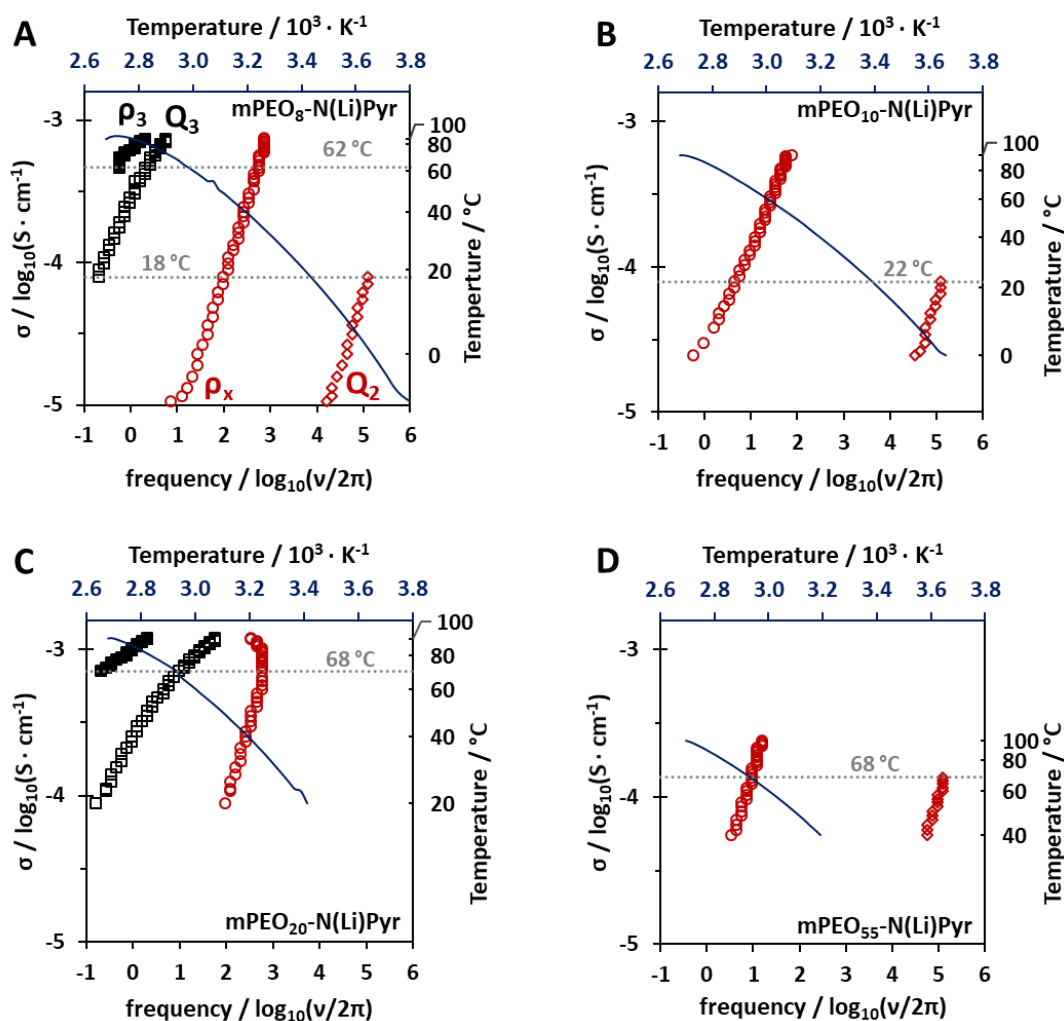 A
Temperature / 10³ · K⁻¹
2.6 2.8 3.0 3.2 3.4 3.6 3.8
mPEO₈-N(Li)Pyr
ρ₃ Q₃
62 °C
18 °C
ρₓ Q₂
-3
-4
-5
σ / log₁₀(S · cm⁻¹)
100
80
60
40
20
0
Temperture / °C
-1 0 1 2 3 4 5 6
frequency / log₁₀(ν/2π)
B
Temperature / 10³ · K⁻¹
2.6 2.8 3.0 3.2 3.4 3.6 3.8
mPEO₁₀-N(Li)Pyr
22 °C
-3
-4
-5
σ / log₁₀(S · cm⁻¹)
100
80
60
40
20
0
Temperature / °C
-1 0 1 2 3 4 5 6
frequency / log₁₀(ν/2π)
C
Temperature / 10³ · K⁻¹
2.6 2.8 3.0 3.2 3.4 3.6 3.8
68 °C
-3
-4
-5
σ / log₁₀(S · cm⁻¹)
100
80
60
40
20
Temperature / °C
mPEO₂₀-N(Li)Pyr
-1 0 1 2 3 4 5 6
frequency / log₁₀(ν/2π)
D
Temperature / 10³ · K⁻¹
2.6 2.8 3.0 3.2 3.4 3.6 3.8
68 °C
-3
-4
-5
σ / log₁₀(S · cm⁻¹)
100
80
60
40
Temperature / °C
mPEO₅₅-N(Li)Pyr
-1 0 1 2 3 4 5 6
frequency / log₁₀(ν/2π)